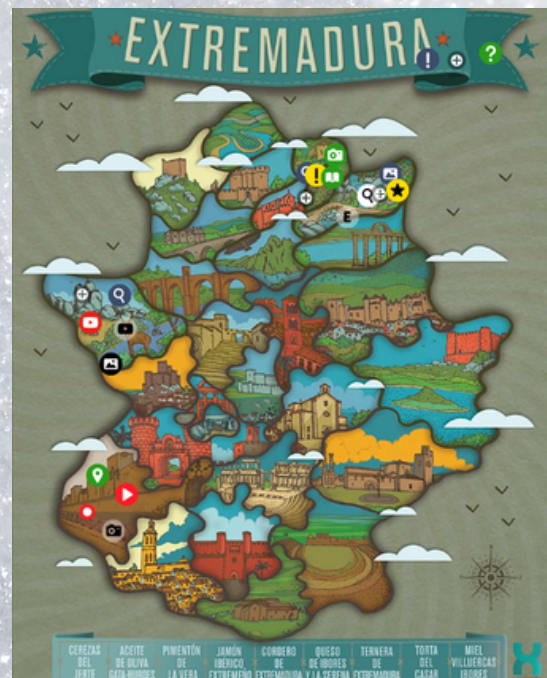 EXTREMADURA
! + ?
E
CEREZAS
DEL
JERTE
ACEITE
DE OLIVA
GATA-HURDES
PIMENTÓN
DE
LA VERA
JAMÓN
IBÉRICO
EXTREMEÑO
CORDERO
DE
EXTREMADURA
QUESO
DE IBORES
Y LA SERENA
TERNERA
DE
EXTREMADURA
TORTA
DEL
CASAR
MIEL
VILLUERCAS
IBORES